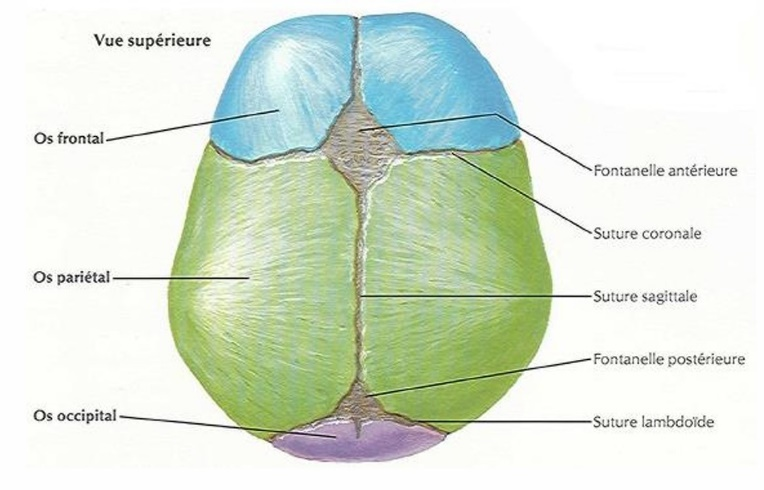 Vue supérieure
Os frontal
Fontanelle antérieure
Suture coronale
Os pariétal
Suture sagittale
Fontanelle postérieure
Os occipital
Suture lambdoïde